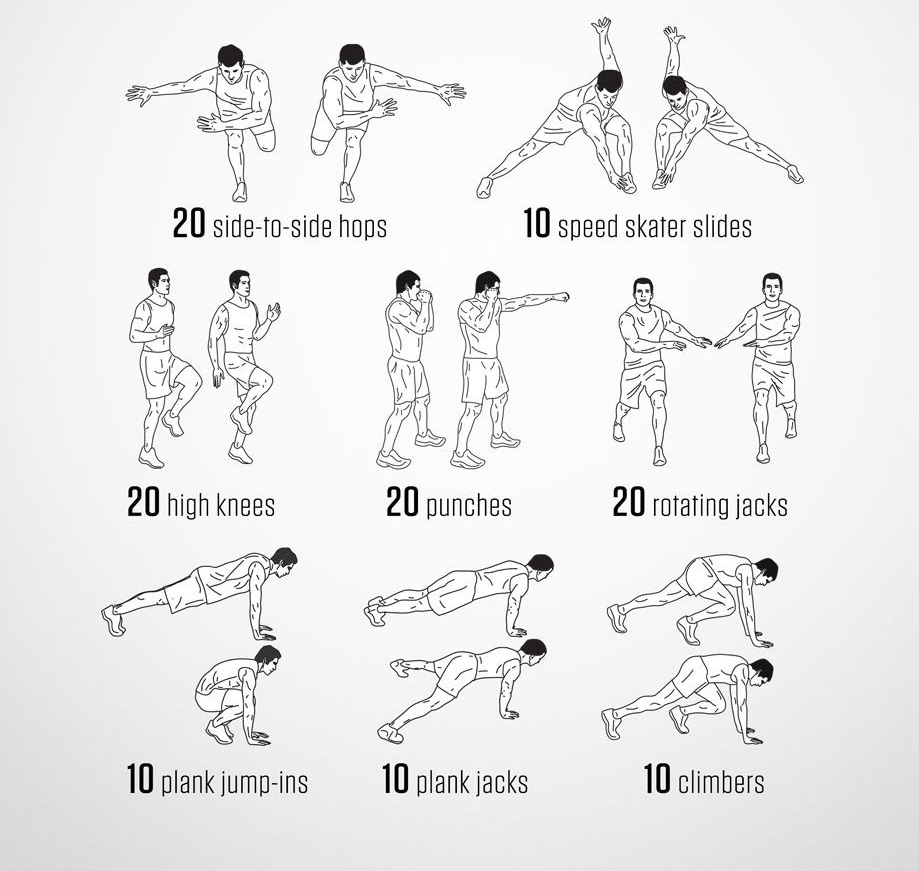 20 side-to-side hops
10 speed skater slides
20 high knees
20 punches
20 rotating jacks
10 plank jump-ins
10 plank jacks
10 climbers